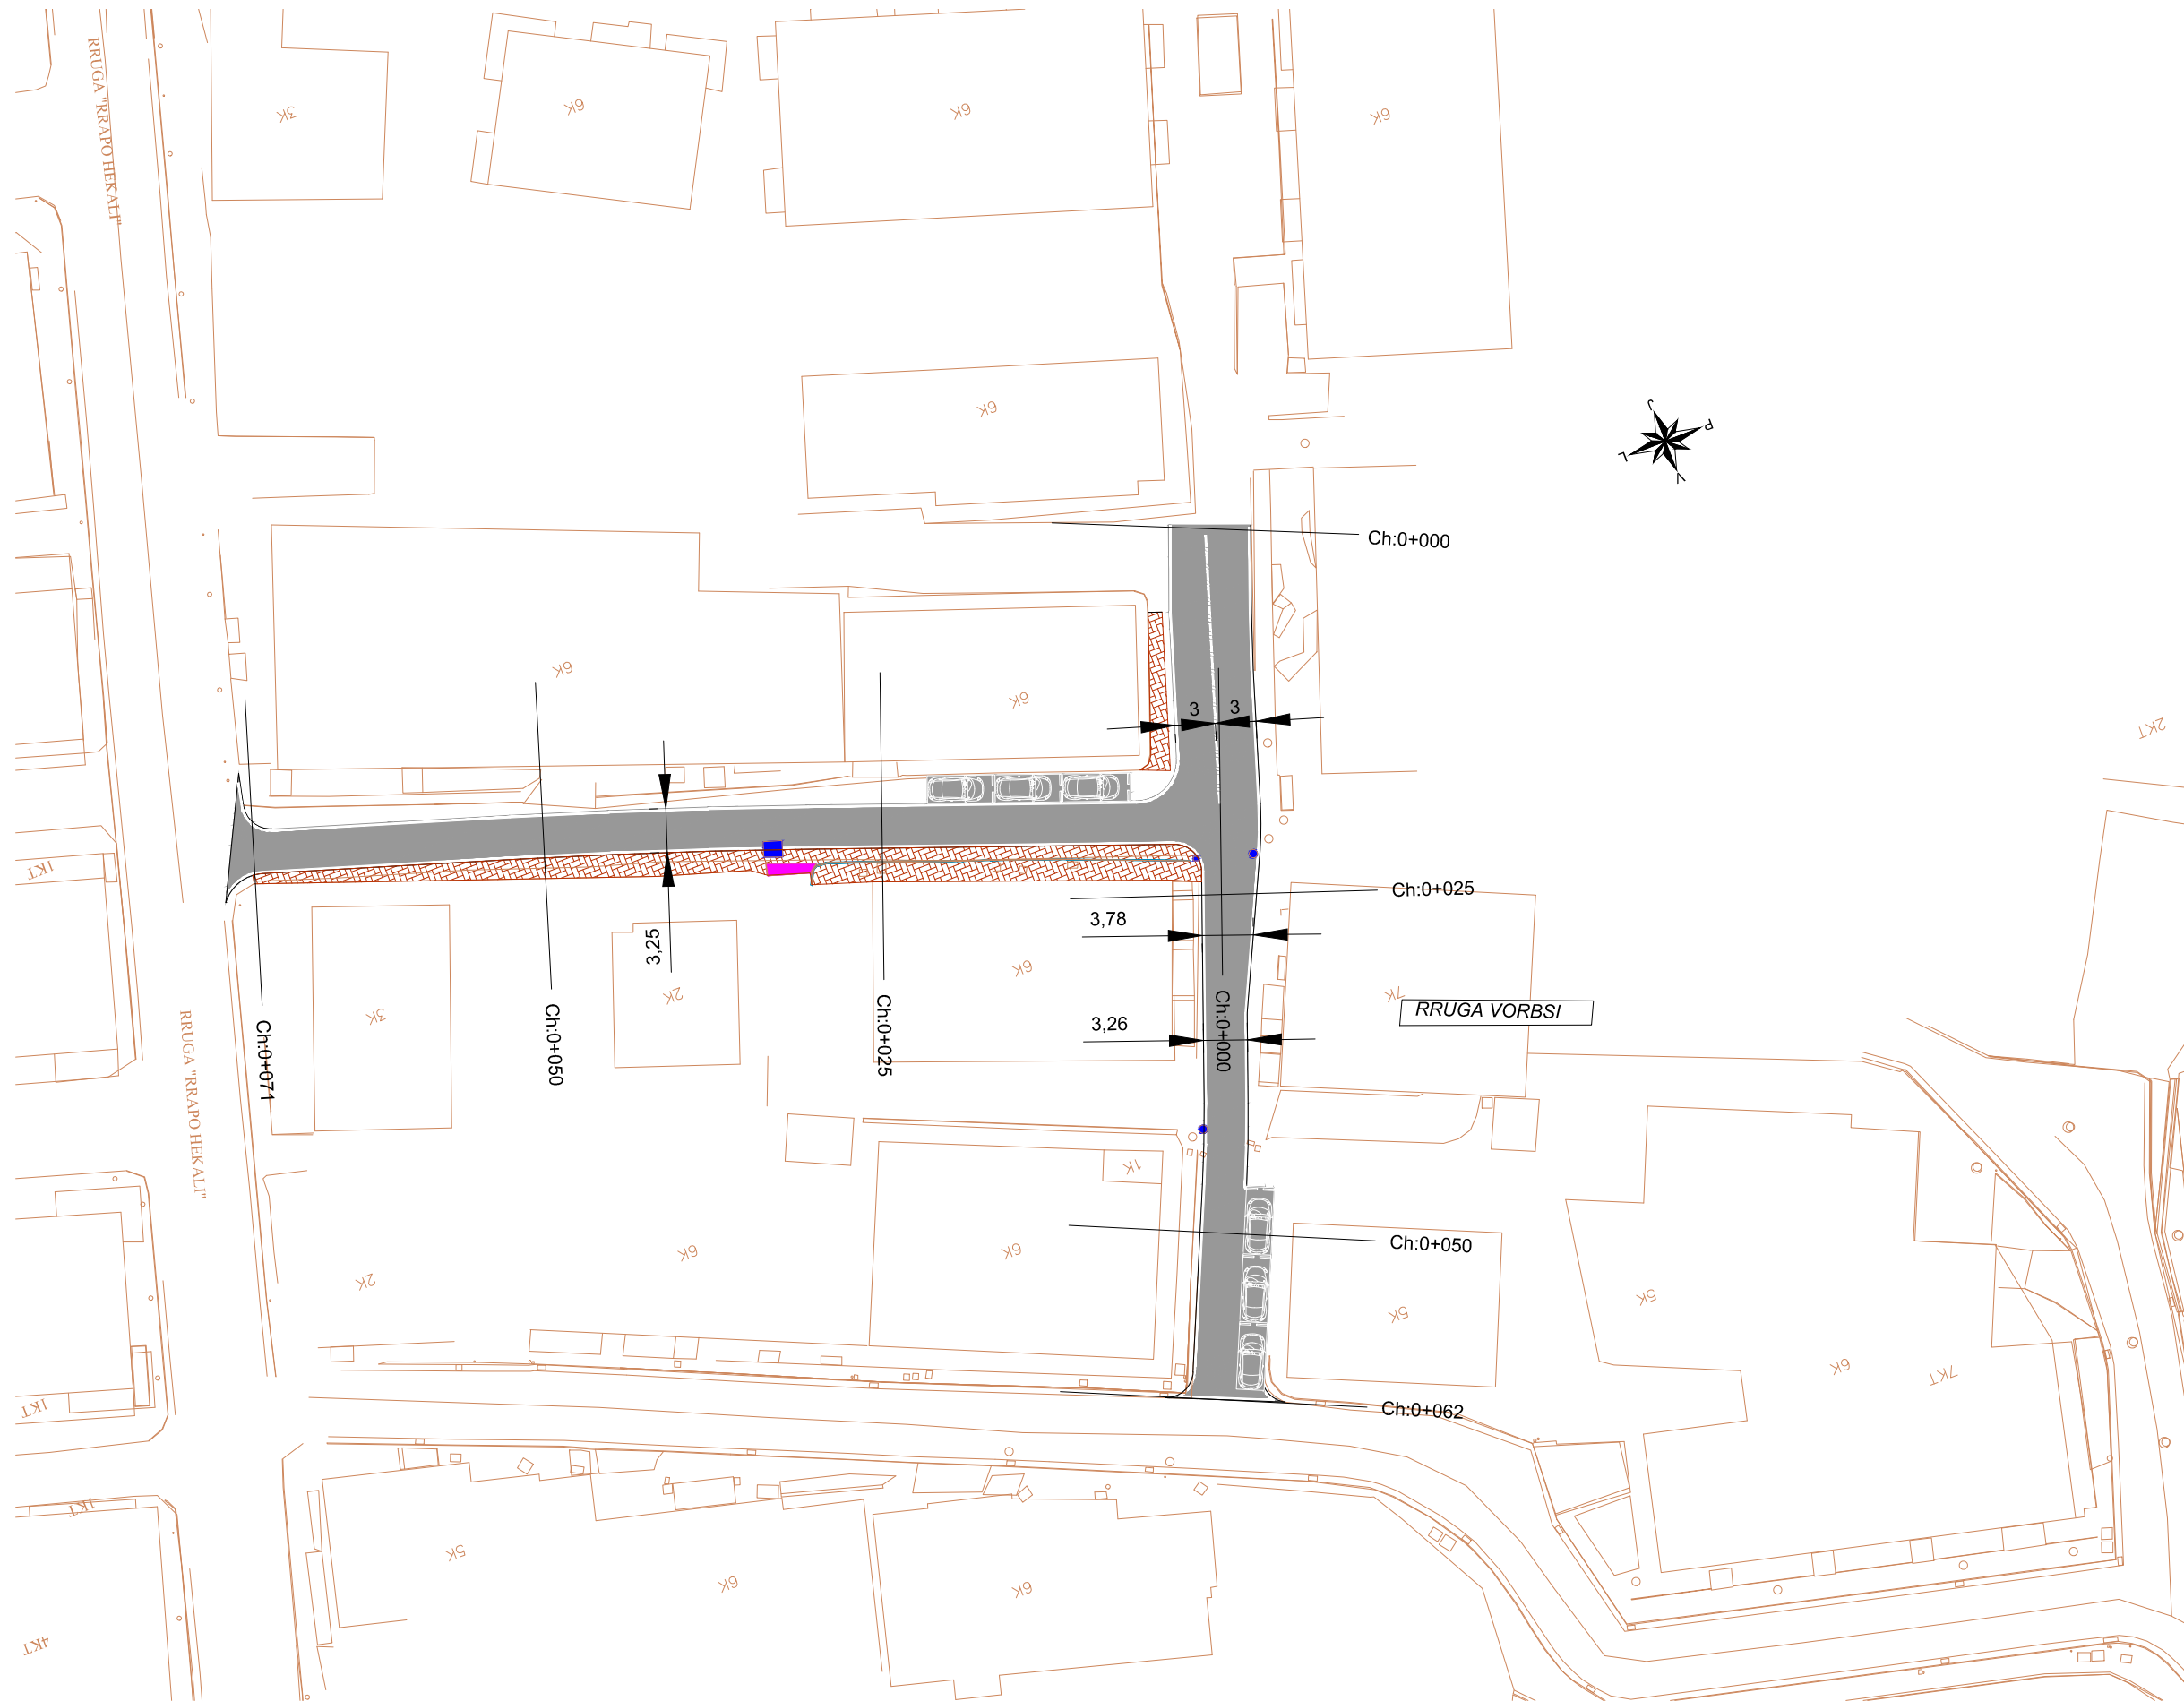 RRUGA "RRAPO HEKALI"
3K
6K
6K
6K
6K
J
P
L
V
Ch:0+000
6K
6K
3
3
2KT
1KT
Ch:0+025
3,78
3,25
6K
2K
3K
7K
RRUGA VORBSI
3,26
Ch:0+000
Ch:0+025
Ch:0+050
Ch:0+071
RRUGA "RRAPO HEKALI"
1K
Ch:0+050
6K
6K
2K
5K
5K
6K
7KT
1KT
Ch:0+062
1KT
5K
6K
6K
4KT